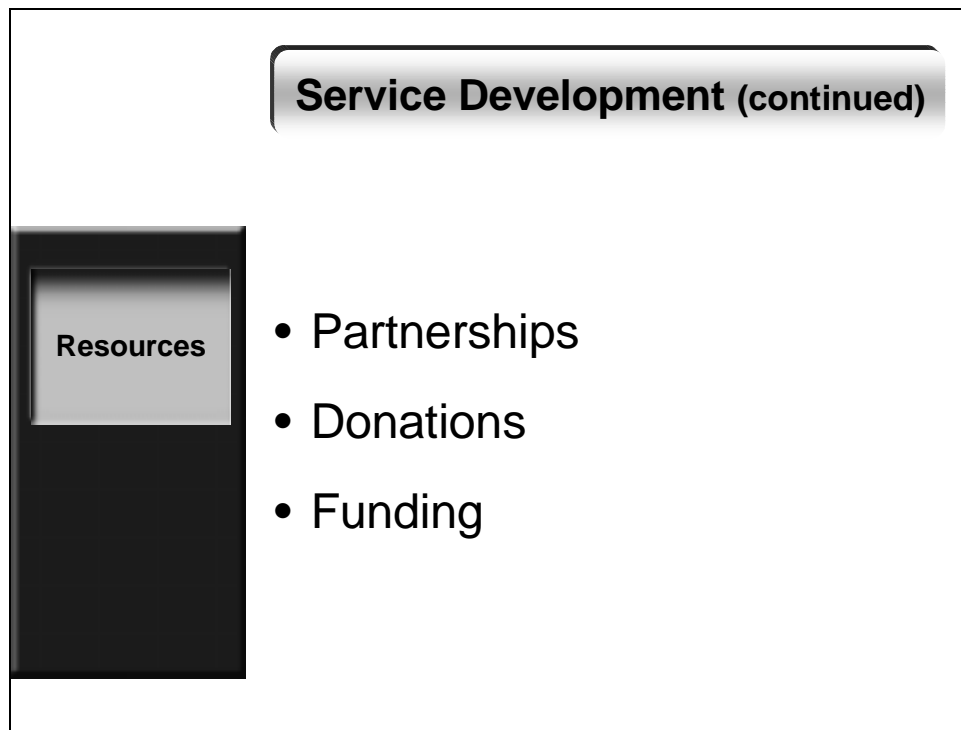 Service Development (continued)
Resources
• Partnerships
• Donations
• Funding